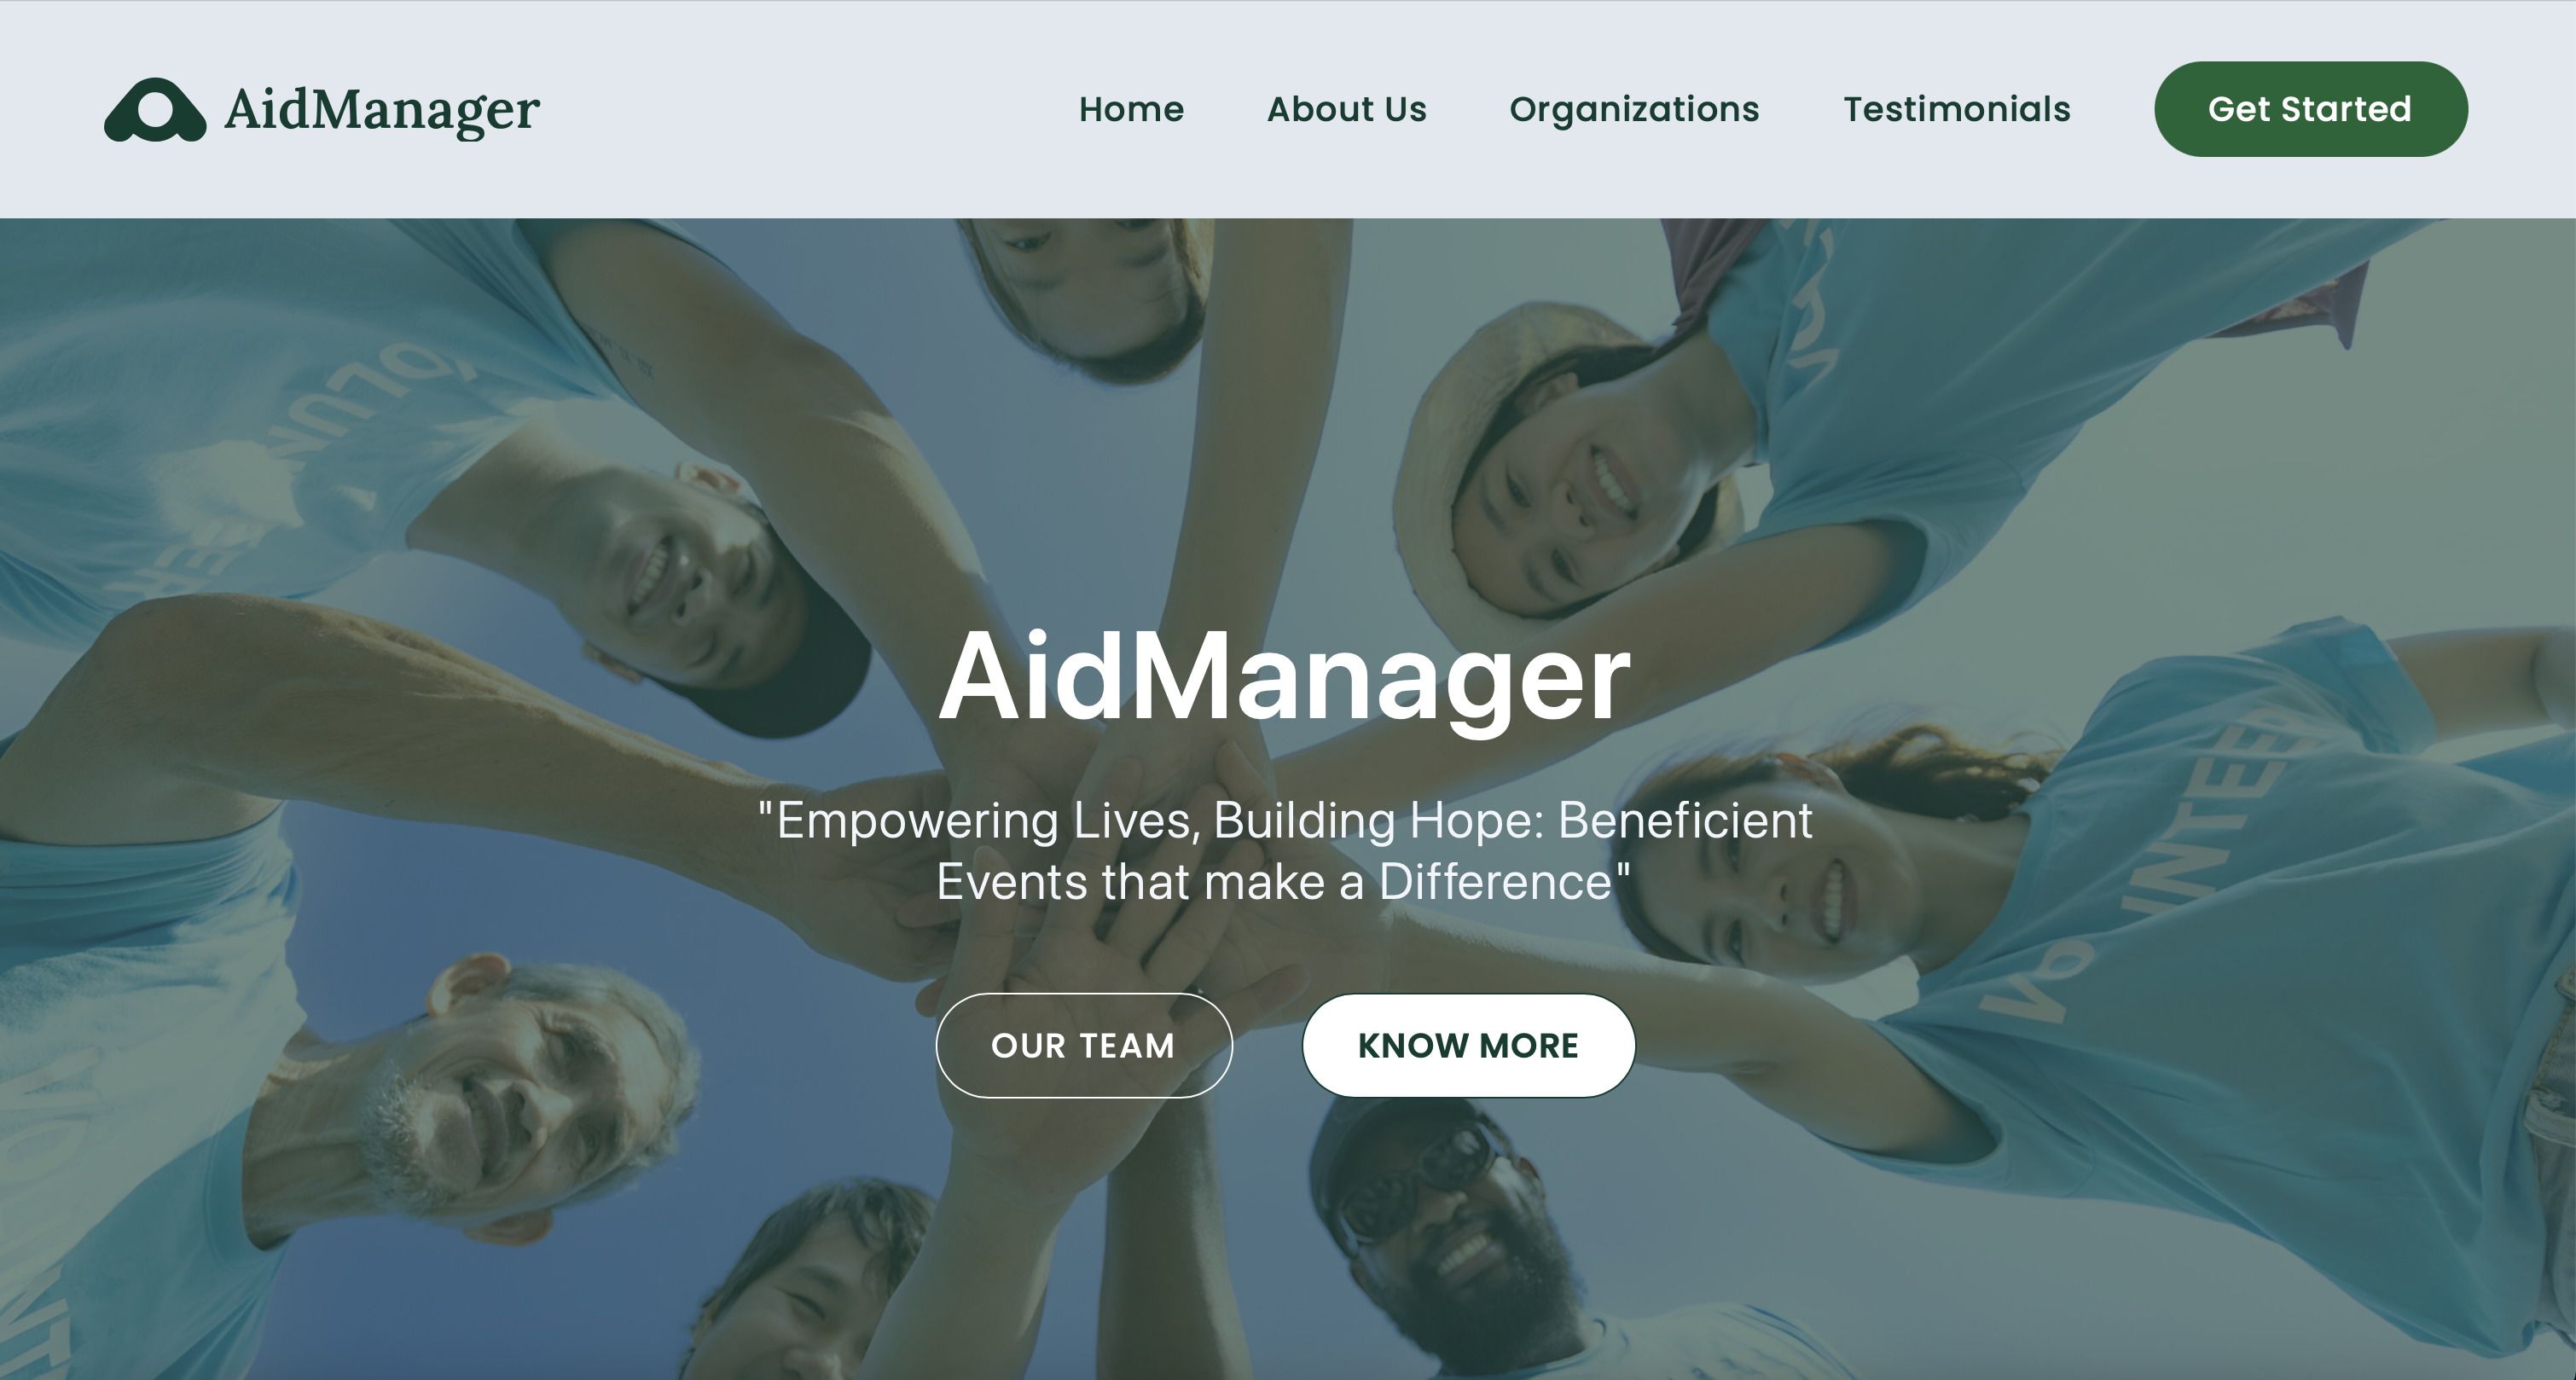 AidManager
Home
About Us
Organizations
Testimonials
Get Started
AidManager
"Empowering Lives, Building Hope: Beneficient
Events that make a Difference"
OUR TEAM
KNOW MORE
VOLUN